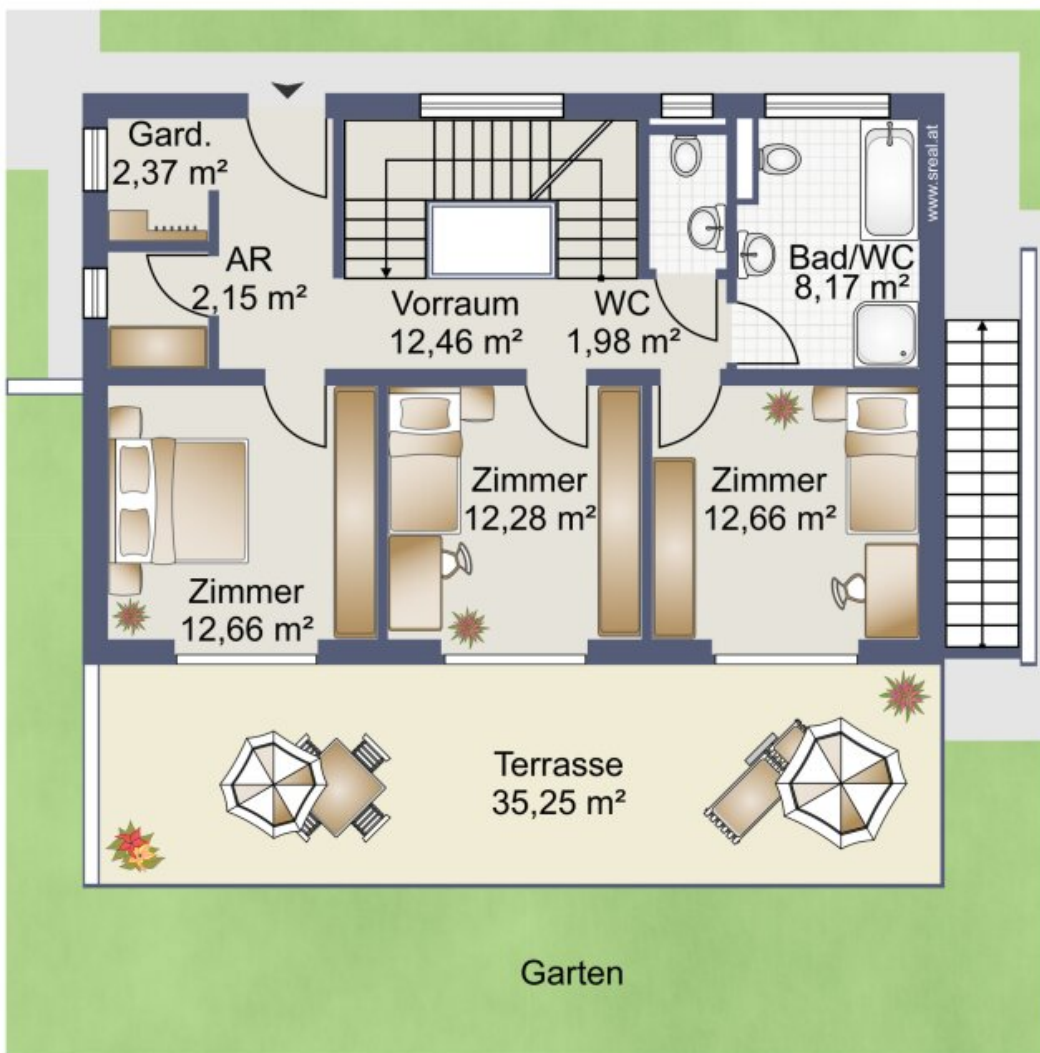 Gard.
2,37 m²
www.sreal.at
AR
2,15 m²
Vorraum
12,46 m²
WC
1,98 m²
Bad/WC
8,17 m²
Zimmer
12,66 m²
Zimmer
12,28 m²
Zimmer
12,66 m²
Terrasse
35,25 m²
Garten